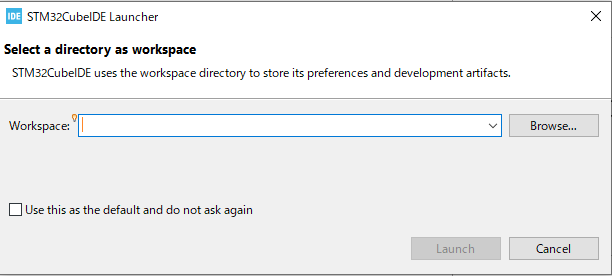 IDE STM32CubeIDE Launcher
Select a directory as workspace
STM32CubeIDE uses the workspace directory to store its preferences and development artifacts.
Workspace: Browse...
Use this as the default and do not ask again
Launch Cancel